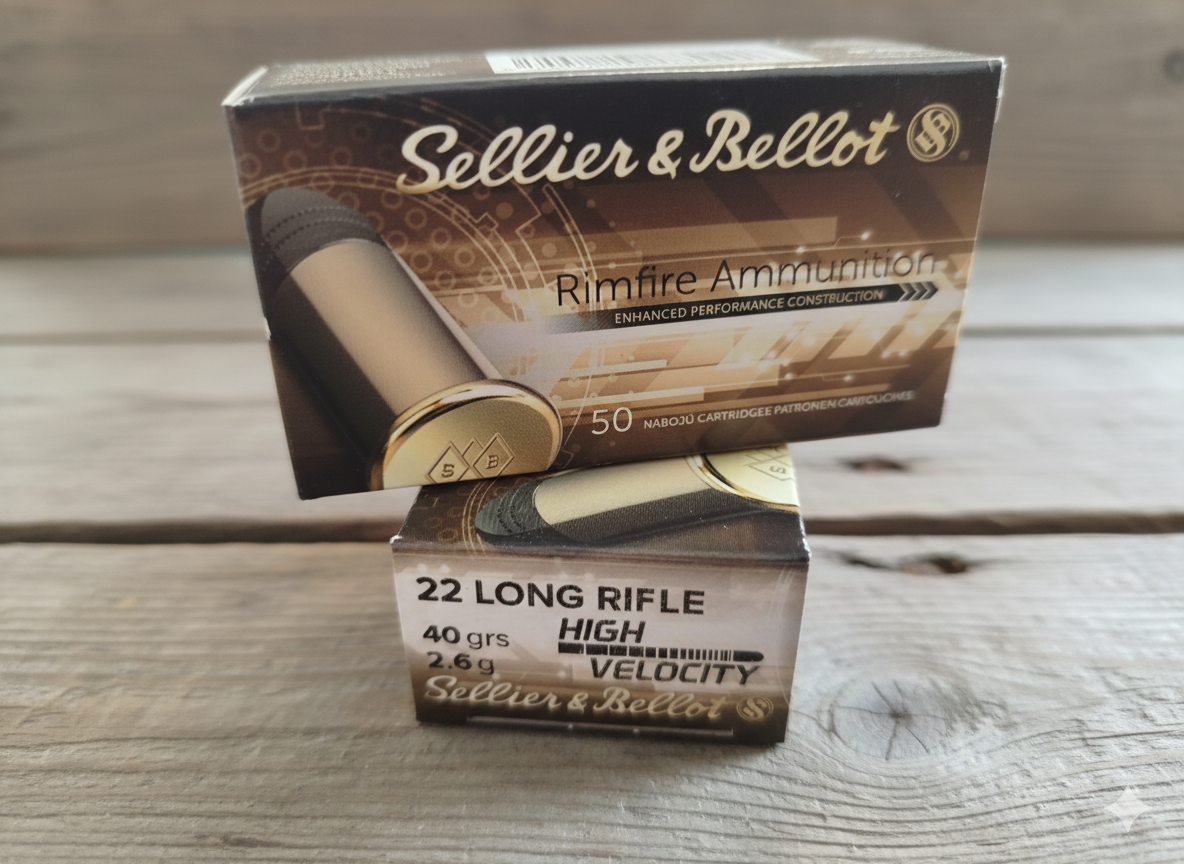 Sellier & Bellot
Rimfire Ammunition
ENHANCED PERFORMANCE CONSTRUCTION
50 NABOJŮ CARTRIDGEE PATRONEN CARTOUCHES
S B
22 LONG RIFLE
40 grs
HIGH
2.6 g
VELOCITY
Sellier & Bellot